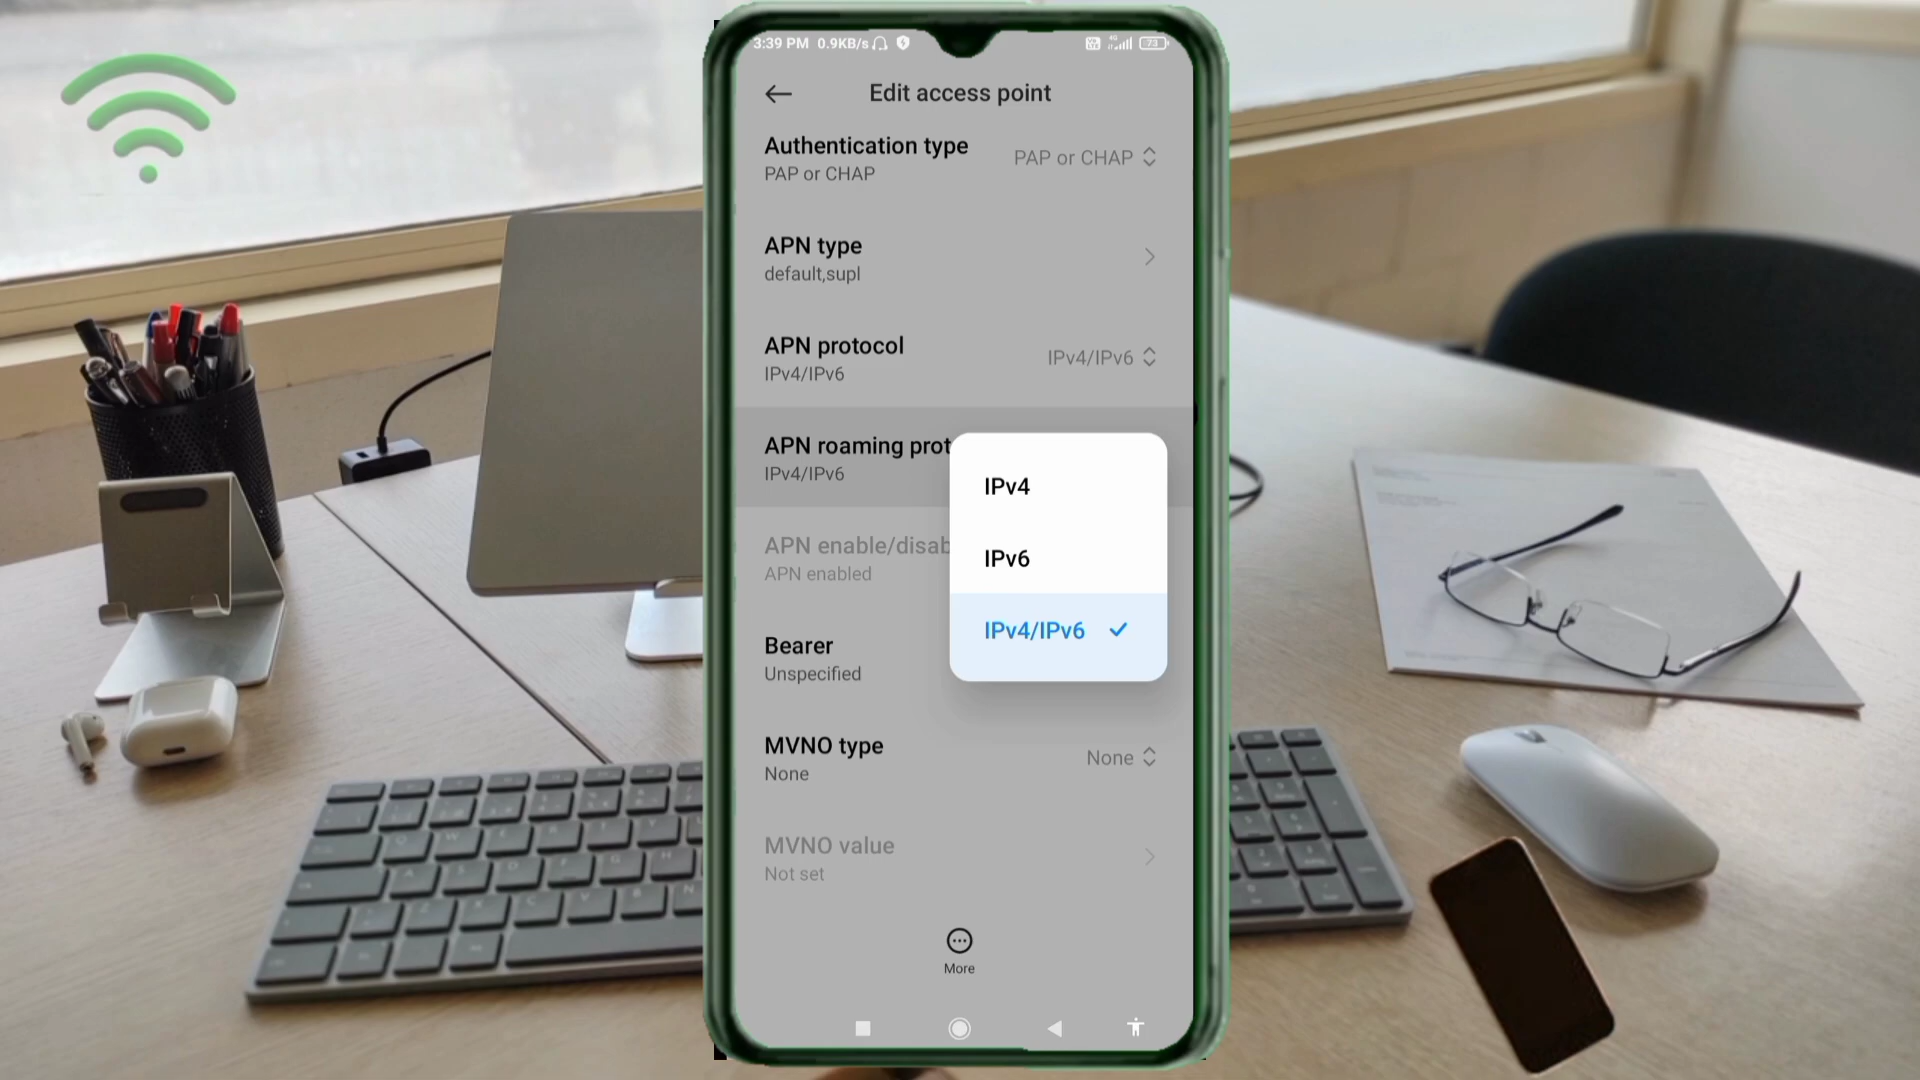 3:39 PM 0.9KB/s
4G
73
Edit access point
Authentication type
PAP or CHAP
PAP or CHAP
APN type
default,supl
APN protocol
IPv4/IPv6
IPv4/IPv6
APN roaming prot
IPv4/IPv6
IPv4
IPv6
IPv4/IPv6
APN enable/disab
APN enabled
Bearer
Unspecified
MVNO type
None
None
MVNO value
Not set
More